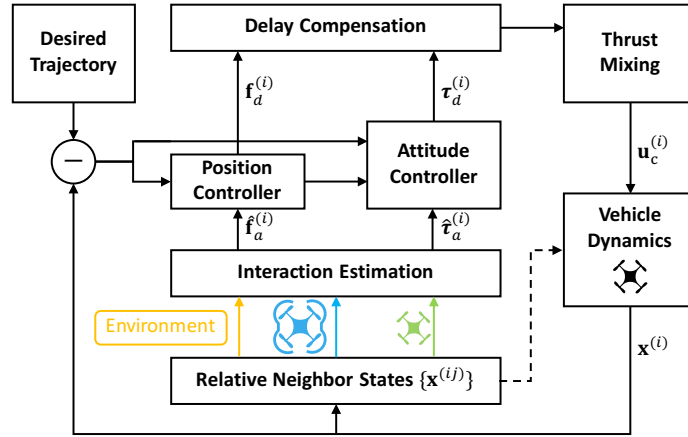 Desired
Trajectory
Delay Compensation
Thrust
Mixing
𝐟_d^(i)
𝝉_d^(i)
𝐮_c^(i)
−
Position
Controller
Attitude
Controller
Vehicle
Dynamics
𝐟̂_a^(i)
𝝉̂_a^(i)
Interaction Estimation
Environment
𝐱^(i)
Relative Neighbor States {𝐱^(ij)}